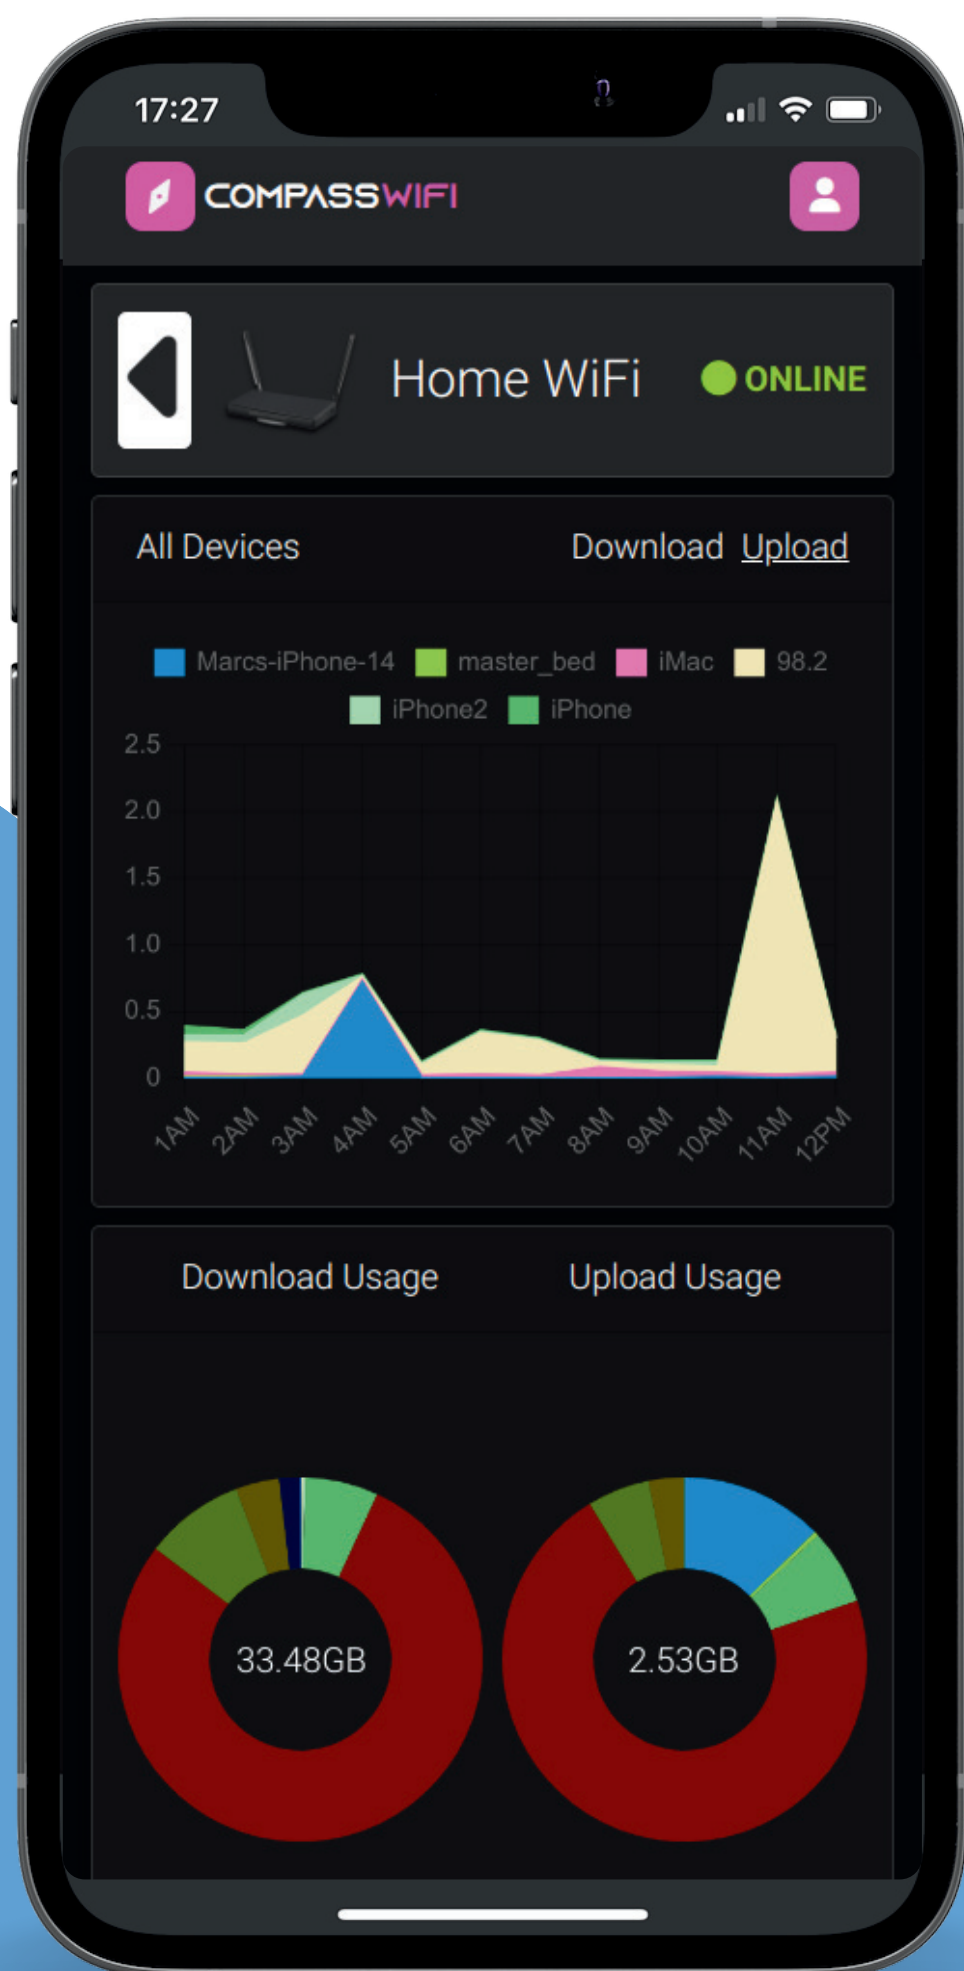 17:27
COMPASSWIFI
Home WiFi ONLINE
All Devices Download Upload
Marcs-iPhone-14 master_bed iMac 98.2
iPhone2 iPhone
2.5
2.0
1.5
1.0
0.5
0
1AM 2AM 3AM 4AM 5AM 6AM 7AM 8AM 9AM 10AM 11AM 12PM
Download Usage Upload Usage
33.48GB 2.53GB